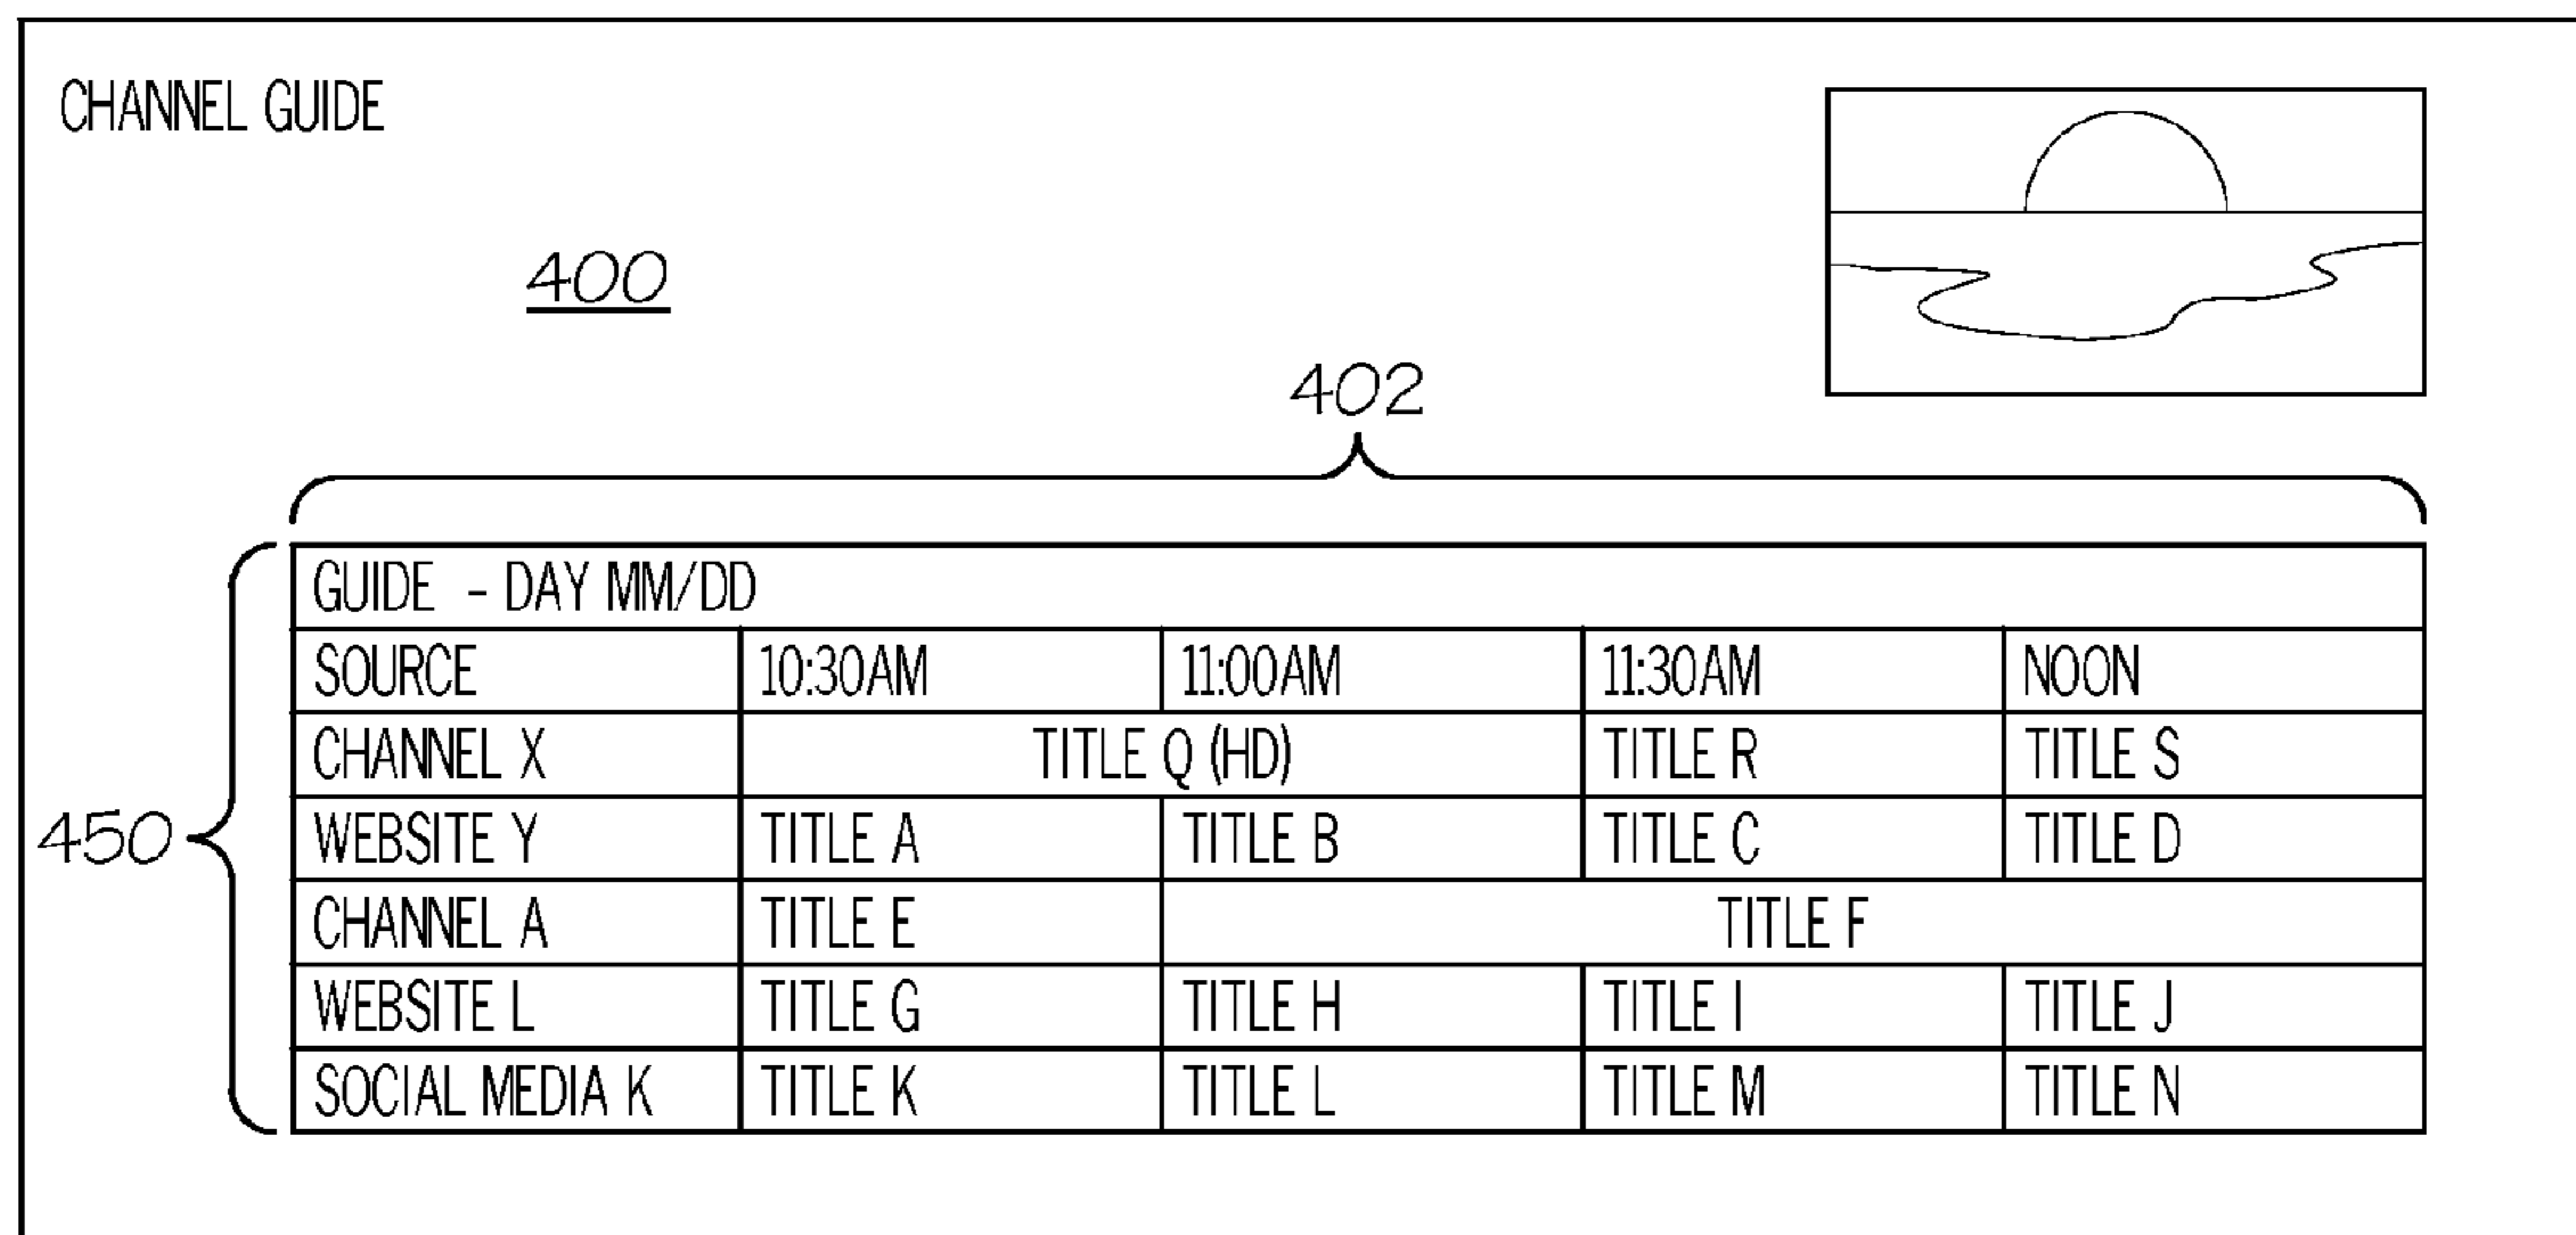 CHANNEL GUIDE
400
402
450
GUIDE - DAY MM/DD
SOURCE 10:30AM 11:00AM 11:30AM NOON
CHANNEL X TITLE Q (HD) TITLE R TITLE S
WEBSITE Y TITLE A TITLE B TITLE C TITLE D
CHANNEL A TITLE E TITLE F
WEBSITE L TITLE G TITLE H TITLE I TITLE J
SOCIAL MEDIA K TITLE K TITLE L TITLE M TITLE N